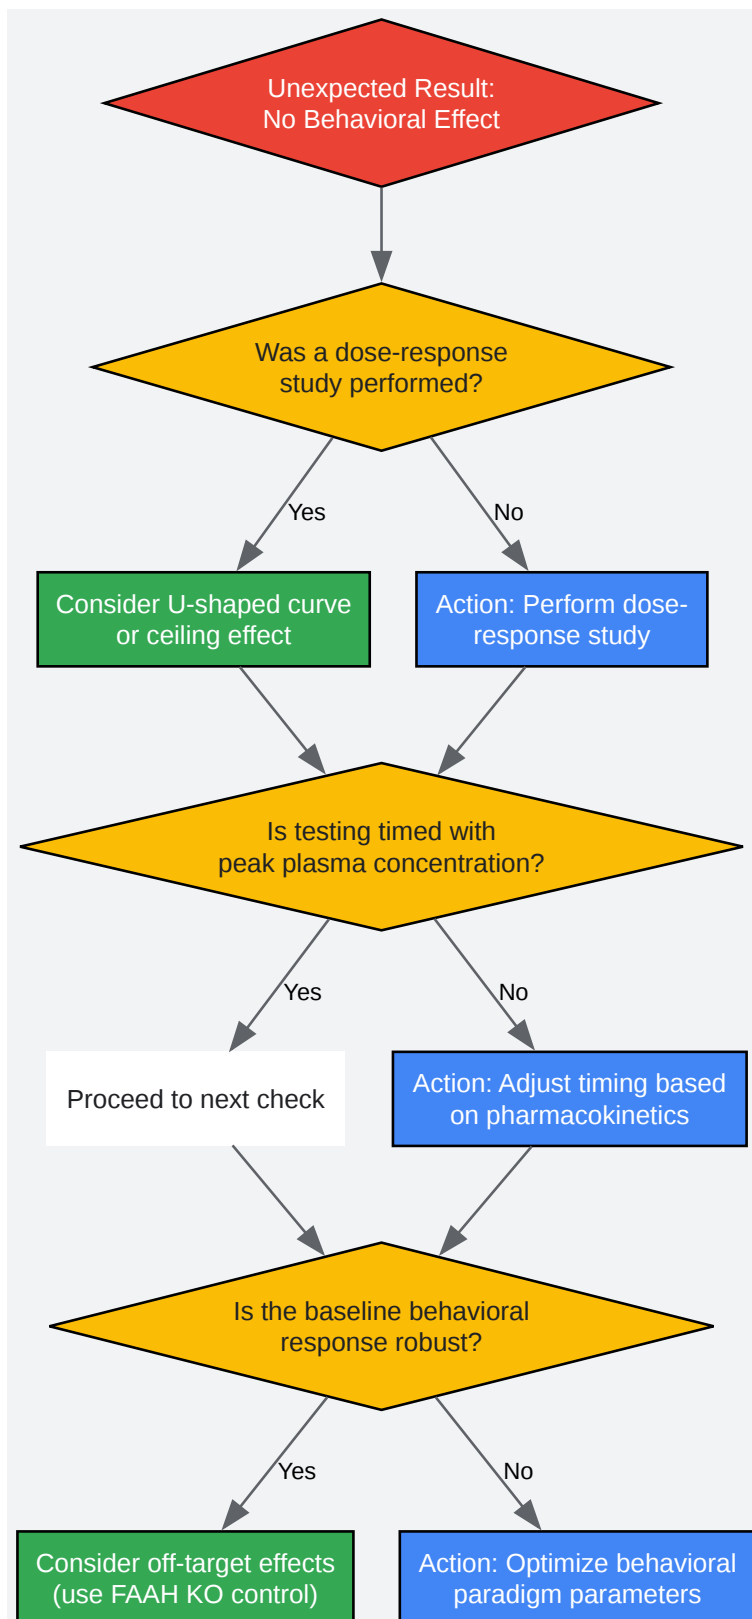 Unexpected Result:
No Behavioral Effect
Was a dose-response
study performed?
Yes
No
Consider U-shaped curve
or ceiling effect
Action: Perform dose-
response study
Is testing timed with
peak plasma concentration?
Yes
No
Proceed to next check
Action: Adjust timing based
on pharmacokinetics
Is the baseline behavioral
response robust?
Yes
No
Consider off-target effects
(use FAAH KO control)
Action: Optimize behavioral
paradigm parameters